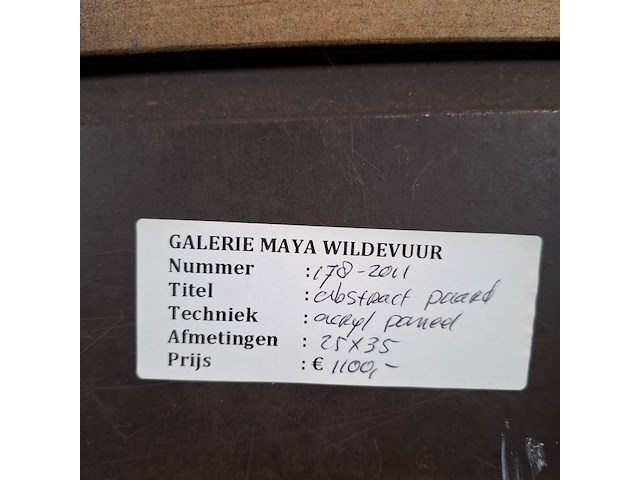 GALERIE MAYA WILDEVUUR
Nummer : 178-2011
Titel : abstract paard
Techniek : acryl paneel
Afmetingen : 25x35
Prijs : € 1100,-